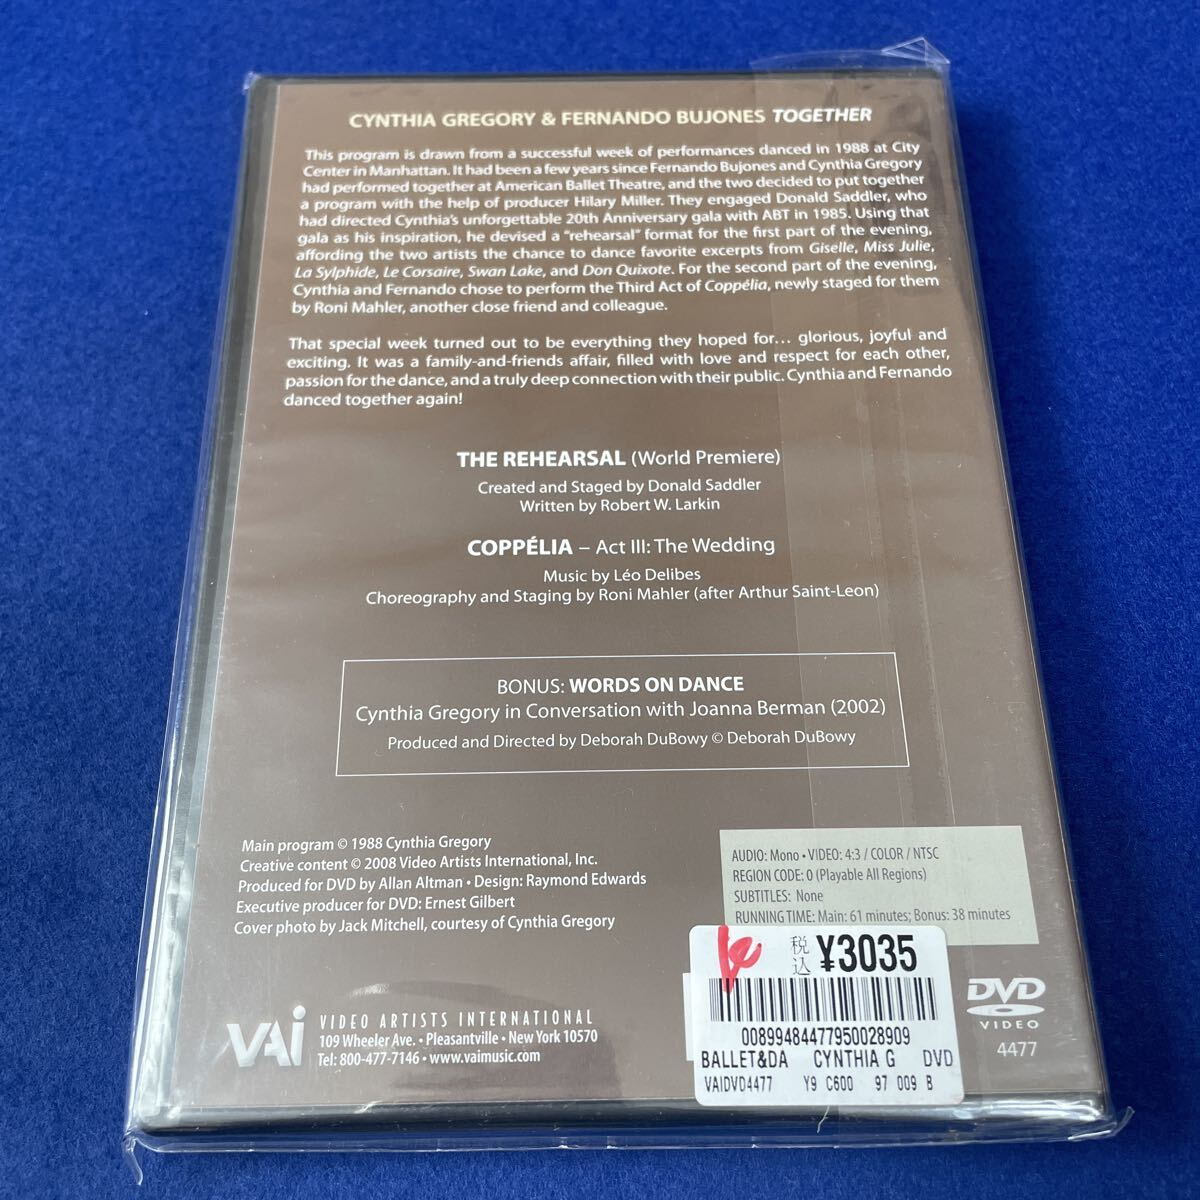 CYNTHIA GREGORY & FERNANDO BUJONES TOGETHER
This program is drawn from a successful week of performances danced in 1988 at City
Center in Manhattan. It had been a few years since Fernando Bujones and Cynthia Gregory
had performed together at American Ballet Theatre, and the two decided to put together
a program with the help of producer Hilary Miller. They engaged Donald Saddler, who
had directed Cynthia's unforgettable 20th Anniversary gala with ABT in 1985. Using that
gala as his inspiration, he devised a "rehearsal" format for the first part of the evening,
affording the two artists the chance to dance favorite excerpts from Giselle, Miss Julie,
La Sylphide, Le Corsaire, Swan Lake, and Don Quixote. For the second part of the evening,
Cynthia and Fernando chose to perform the Third Act of Coppélia, newly staged for them
by Roni Mahler, another close friend and colleague.
That special week turned out to be everything they hoped for... glorious, joyful and
exciting. It was a family-and-friends affair, filled with love and respect for each other,
passion for the dance, and a truly deep connection with their public. Cynthia and Fernando
danced together again!
THE REHEARSAL (World Premiere)
Created and Staged by Donald Saddler
Written by Robert W. Larkin
COPPÉLIA – Act III: The Wedding
Music by Léo Delibes
Choreography and Staging by Roni Mahler (after Arthur Saint-Leon)
BONUS: WORDS ON DANCE
Cynthia Gregory in Conversation with Joanna Berman (2002)
Produced and Directed by Deborah DuBowy © Deborah DuBowy
Main program © 1988 Cynthia Gregory
Creative content © 2008 Video Artists International, Inc.
Produced for DVD by Allan Altman • Design: Raymond Edwards
Executive producer for DVD: Ernest Gilbert
Cover photo by Jack Mitchell, courtesy of Cynthia Gregory
AUDIO: Mono • VIDEO: 4:3 / COLOR / NTSC
REGION CODE: 0 (Playable All Regions)
SUBTITLES: None
RUNNING TIME: Main: 61 minutes; Bonus: 38 minutes
VAI
VIDEO ARTISTS INTERNATIONAL
109 Wheeler Ave. • Pleasantville • New York 10570
Tel: 800-477-7146 • www.vaimusic.com
税込 ¥3035
00899484477950028909
BALLET&DA CYNTHIA G DVD
VAIDVD4477 Y9 C600 97 009 B
DVD
VIDEO
4477